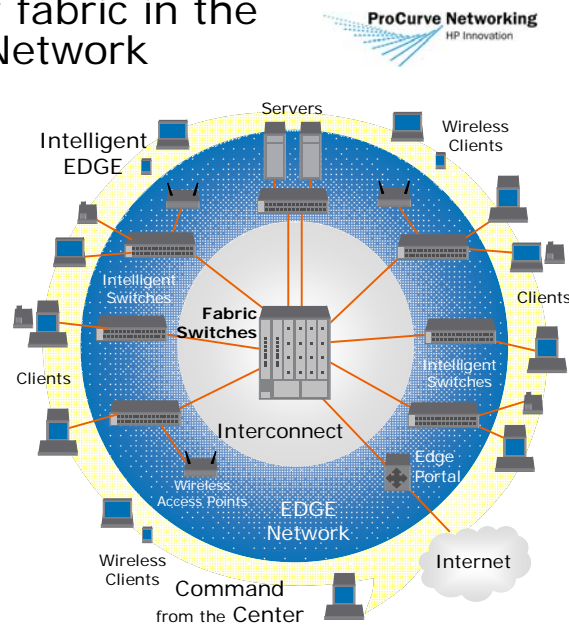 fabric in the
Network
ProCurve Networking
HP Innovation
Servers
Intelligent
EDGE
Wireless
Clients
Intelligent
Switches
Fabric
Switches
Clients
Clients
Intelligent
Switches
Interconnect
Edge
Portal
Wireless
Access Points
EDGE
Network
Wireless
Clients
Internet
Command
from the Center